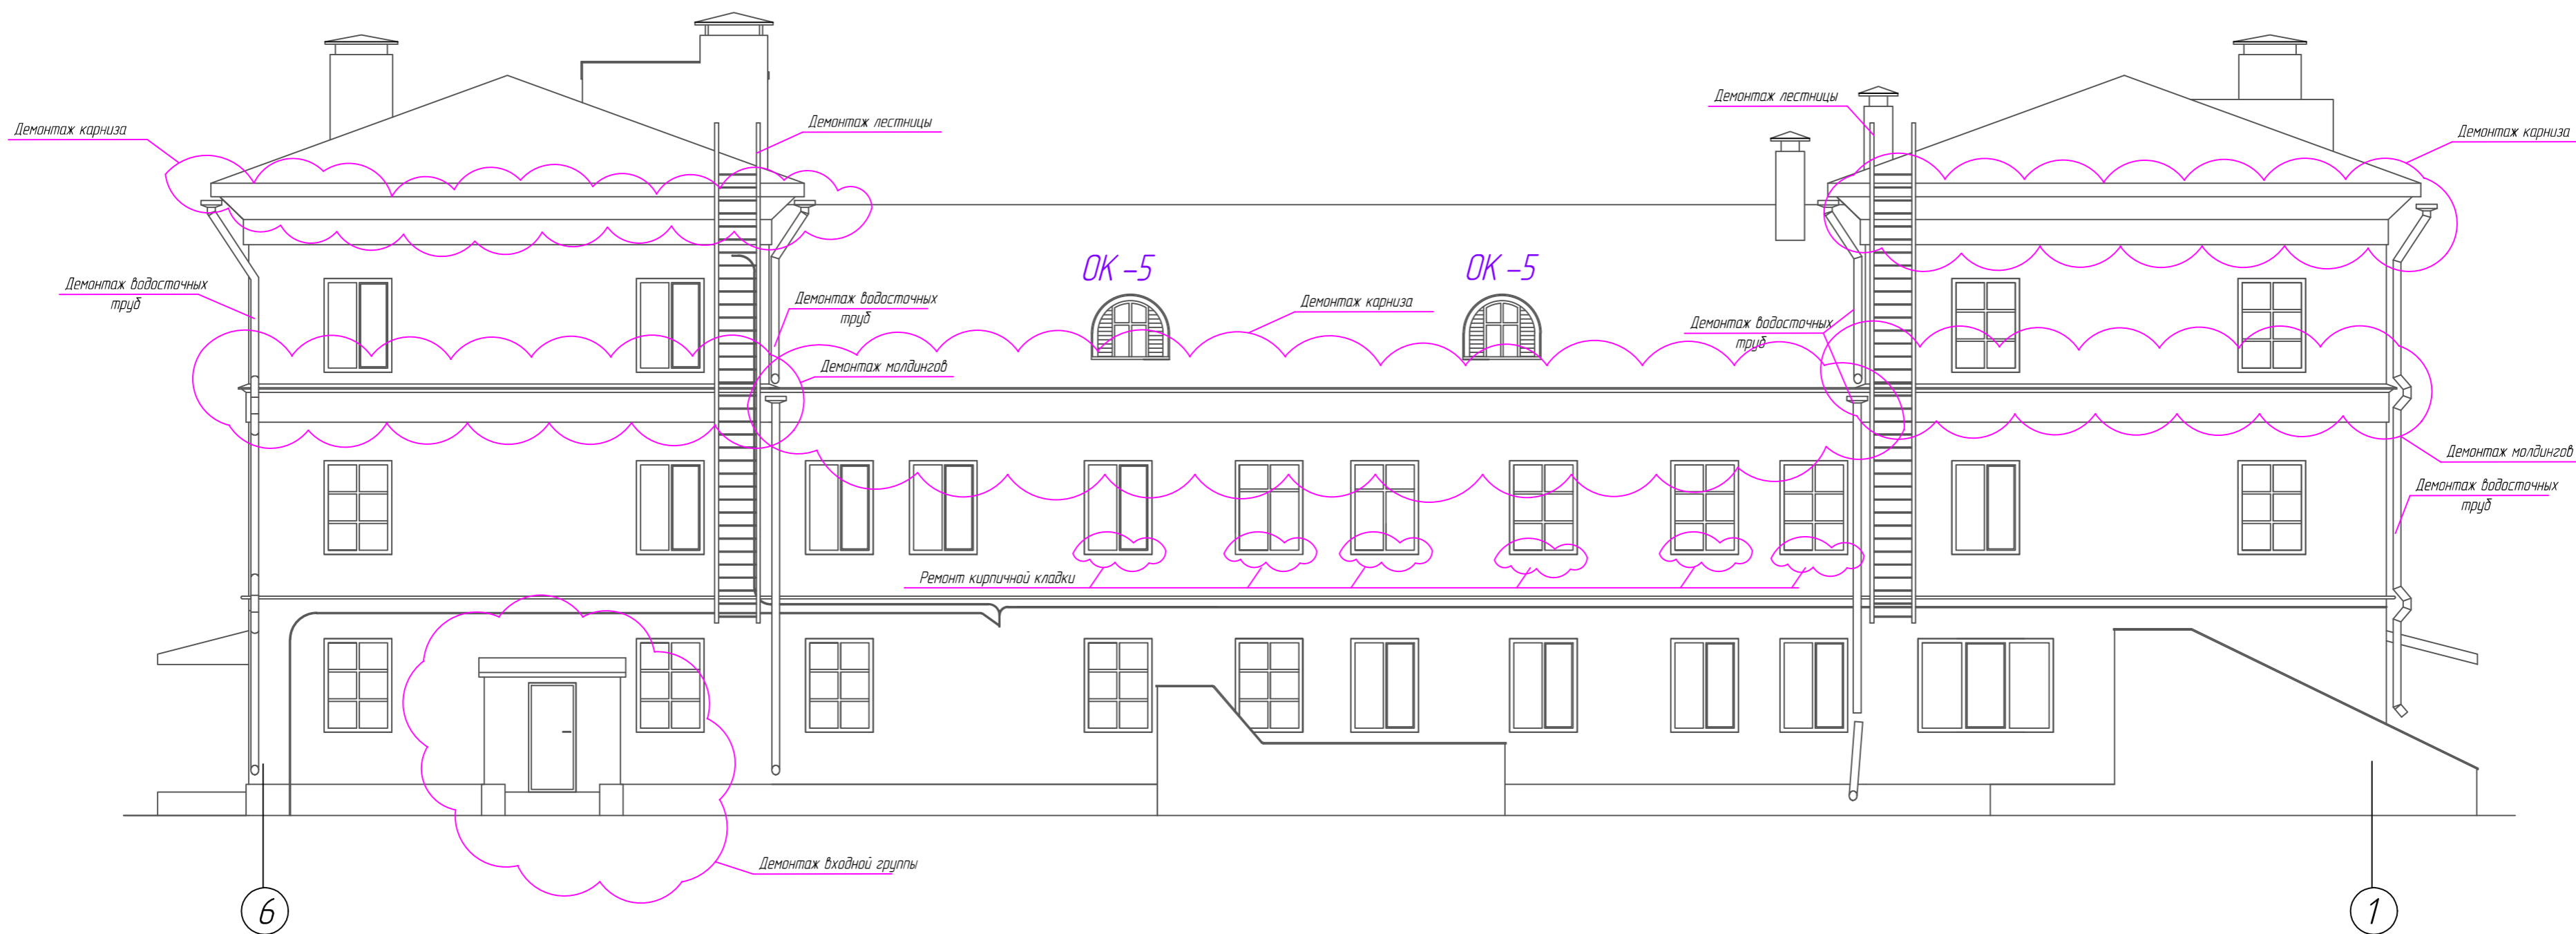 Демонтаж лестницы
Демонтаж лестницы
Демонтаж карниза
Демонтаж карниза
ОК -5
ОК -5
Демонтаж водосточных
труб
Демонтаж водосточных
труб
Демонтаж карниза
Демонтаж водосточных
труб
Демонтаж молдингов
Демонтаж молдингов
Демонтаж водосточных
труб
Ремонт кирпичной кладки
Демонтаж входной группы
6
1